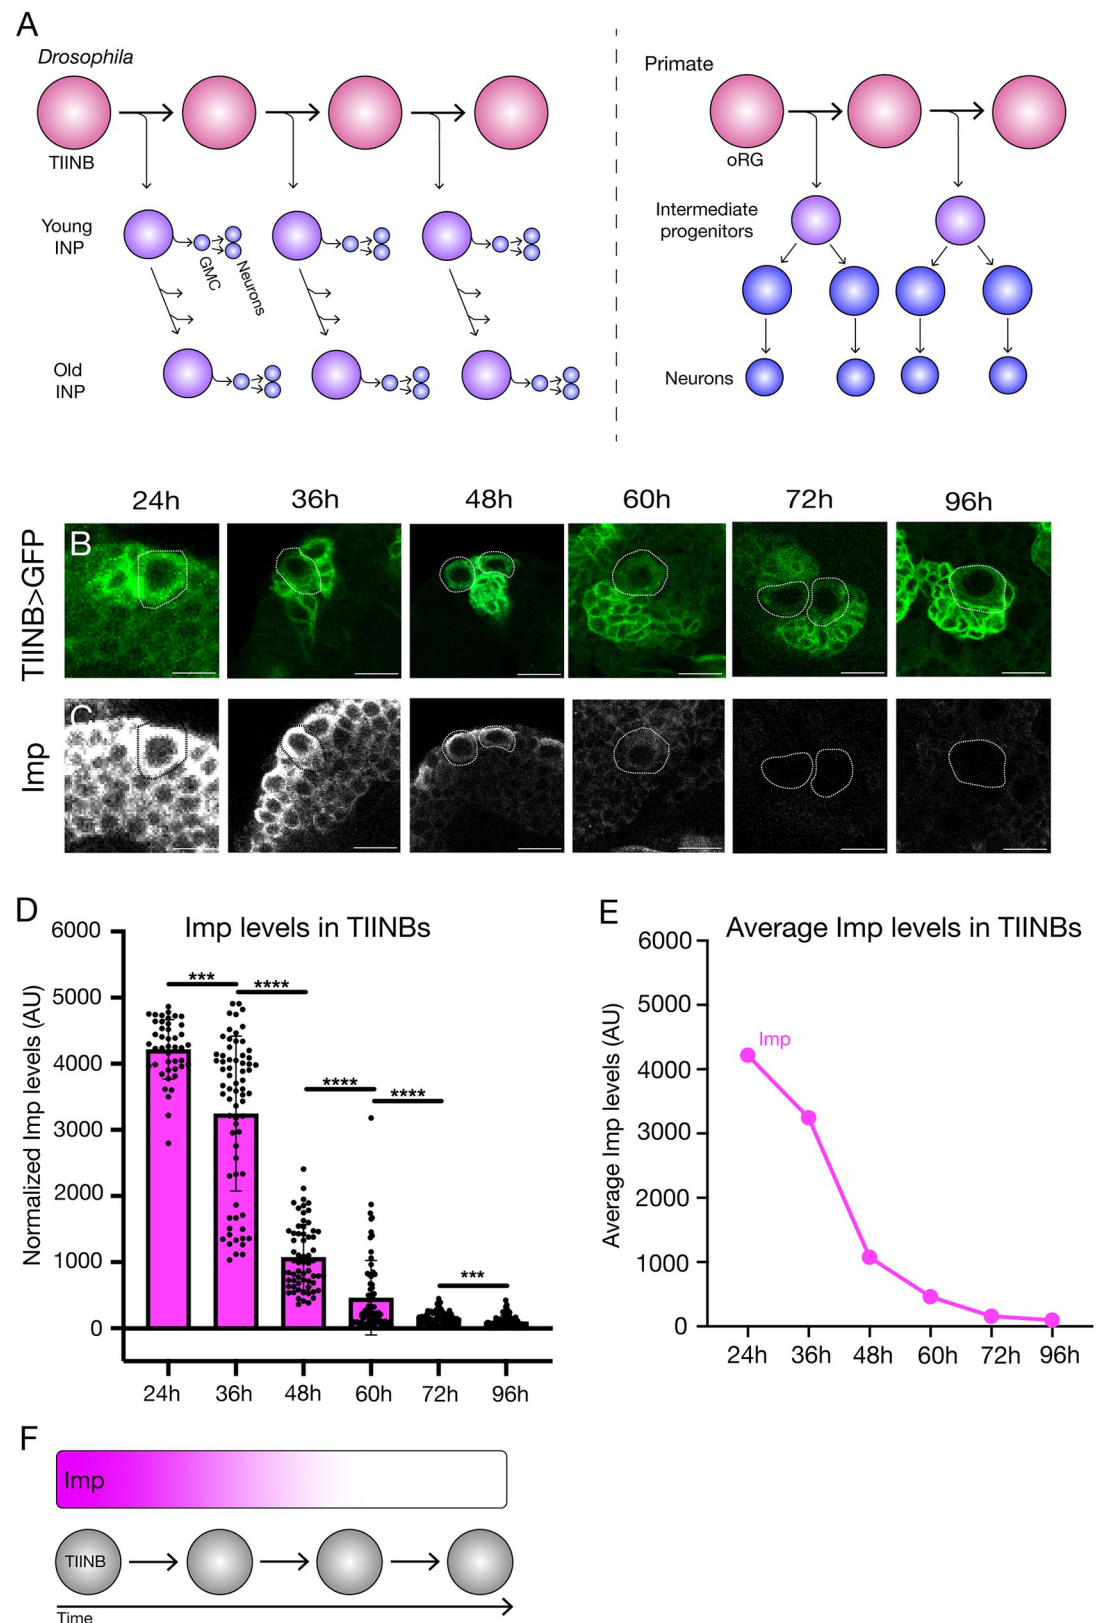 A
Drosophila
Primate
TIINB
oRG
Young
INP
GMC
Neurons
Intermediate
progenitors
Old
INP
Neurons
24h 36h 48h 60h 72h 96h
B
TIINB>GFP
C
Imp
D
Imp levels in TIINBs
Normalized Imp levels (AU)
6000
5000
4000
3000
2000
1000
0
***
****
****
****
***
24h 36h 48h 60h 72h 96h
E
Average Imp levels in TIINBs
Average Imp levels (AU)
6000
5000
4000
3000
2000
1000
0
Imp
24h 36h 48h 60h 72h 96h
F
Imp
TIINB
Time